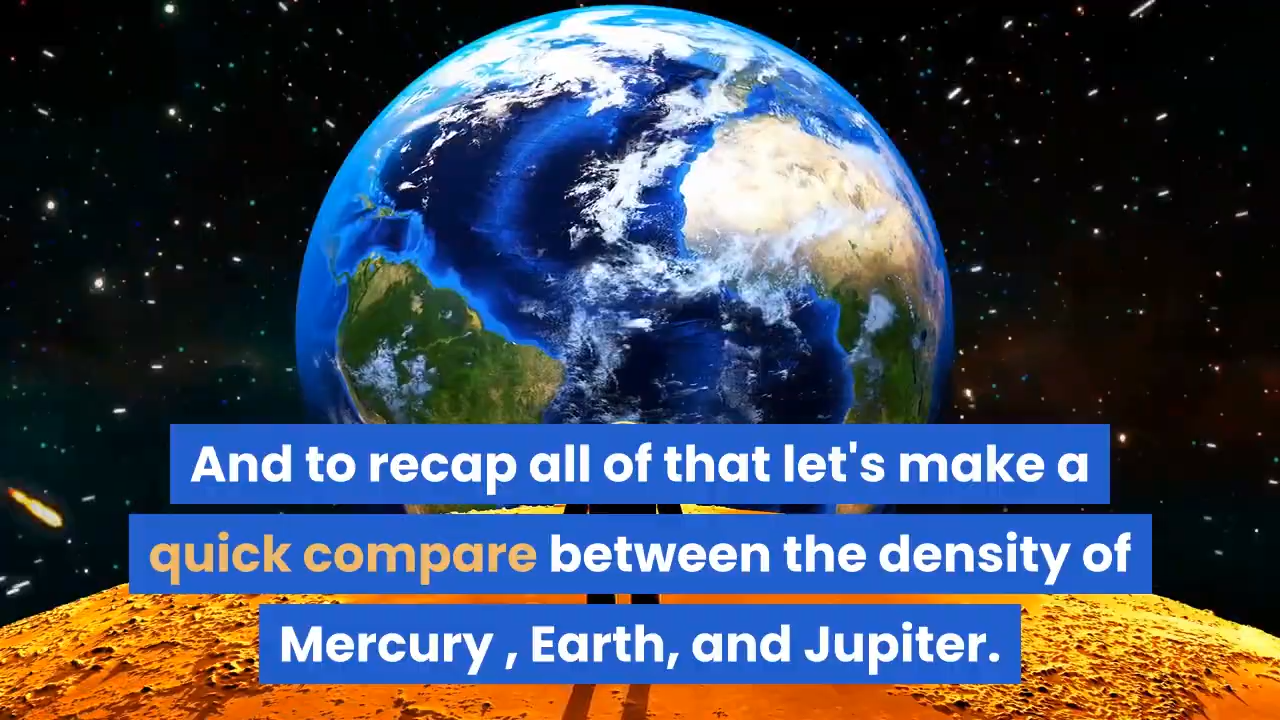 And to recap all of that let's make a
quick compare between the density of
Mercury , Earth, and Jupiter.